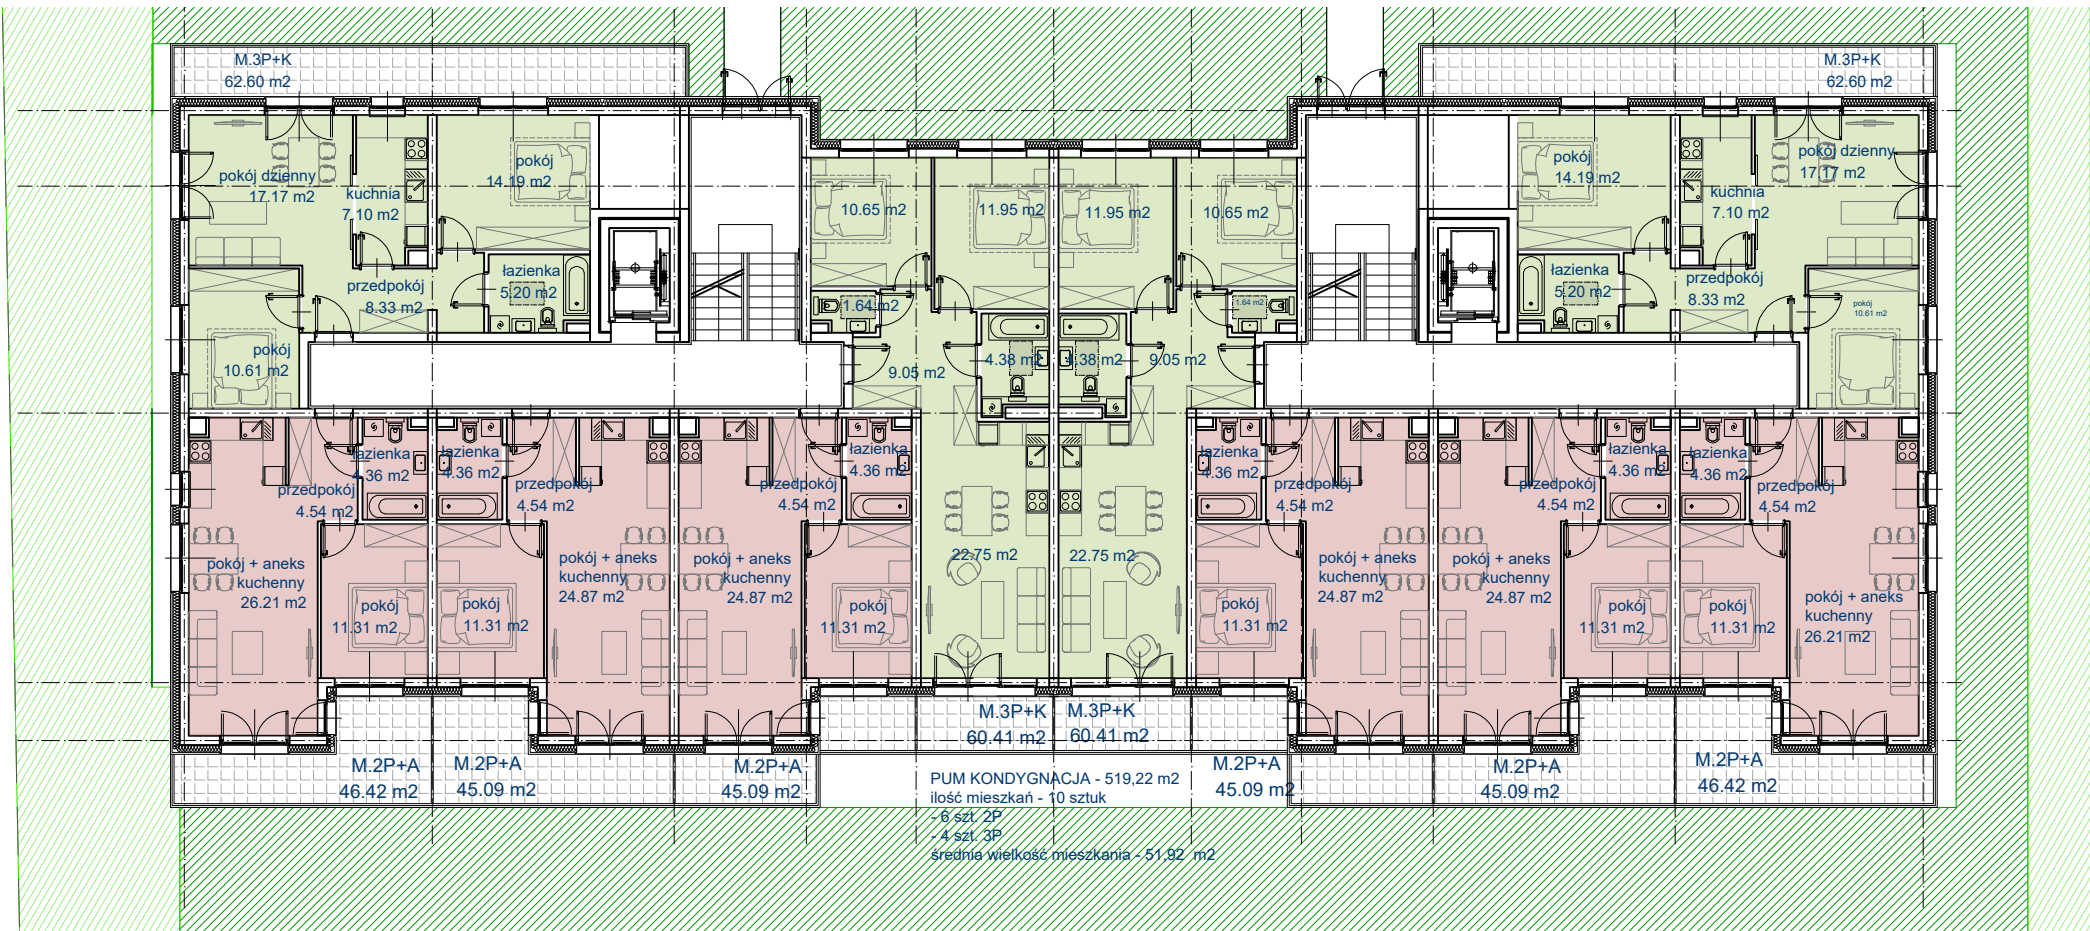 M.3P+K
62.60 m2
M.3P+K
62.60 m2
pokój dzienny
17.17 m2
kuchnia
7.10 m2
pokój
14.19 m2
10.65 m2
11.95 m2
11.95 m2
10.65 m2
pokój
14.19 m2
kuchnia
7.10 m2
pokój dzienny
17.17 m2
przedpokój
8.33 m2
łazienka
5.20 m2
1.64 m2
1.64 m2
łazienka
5.20 m2
przedpokój
8.33 m2
pokój
10.61 m2
pokój
10.61 m2
9.05 m2
4.38 m2
4.38 m2
9.05 m2
łazienka
4.36 m2
przedpokój
4.54 m2
łazienka
4.36 m2
przedpokój
4.54 m2
przedpokój
4.54 m2
łazienka
4.36 m2
łazienka
4.36 m2
przedpokój
4.54 m2
przedpokój
4.54 m2
łazienka
4.36 m2
łazienka
4.36 m2
przedpokój
4.54 m2
pokój + aneks
kuchenny
26.21 m2
pokój
11.31 m2
pokój
11.31 m2
pokój + aneks
kuchenny
24.87 m2
pokój + aneks
kuchenny
24.87 m2
pokój
11.31 m2
22.75 m2
22.75 m2
pokój
11.31 m2
pokój + aneks
kuchenny
24.87 m2
pokój + aneks
kuchenny
24.87 m2
pokój
11.31 m2
pokój
11.31 m2
pokój + aneks
kuchenny
26.21 m2
M.3P+K
60.41 m2
M.3P+K
60.41 m2
M.2P+A
46.42 m2
M.2P+A
45.09 m2
M.2P+A
45.09 m2
M.2P+A
45.09 m2
M.2P+A
45.09 m2
M.2P+A
46.42 m2
PUM KONDYGNACJA - 519,22 m2
ilość mieszkań - 10 sztuk
- 6 szt. 2P
- 4 szt. 3P
średnia wielkość mieszkania - 51,92 m2